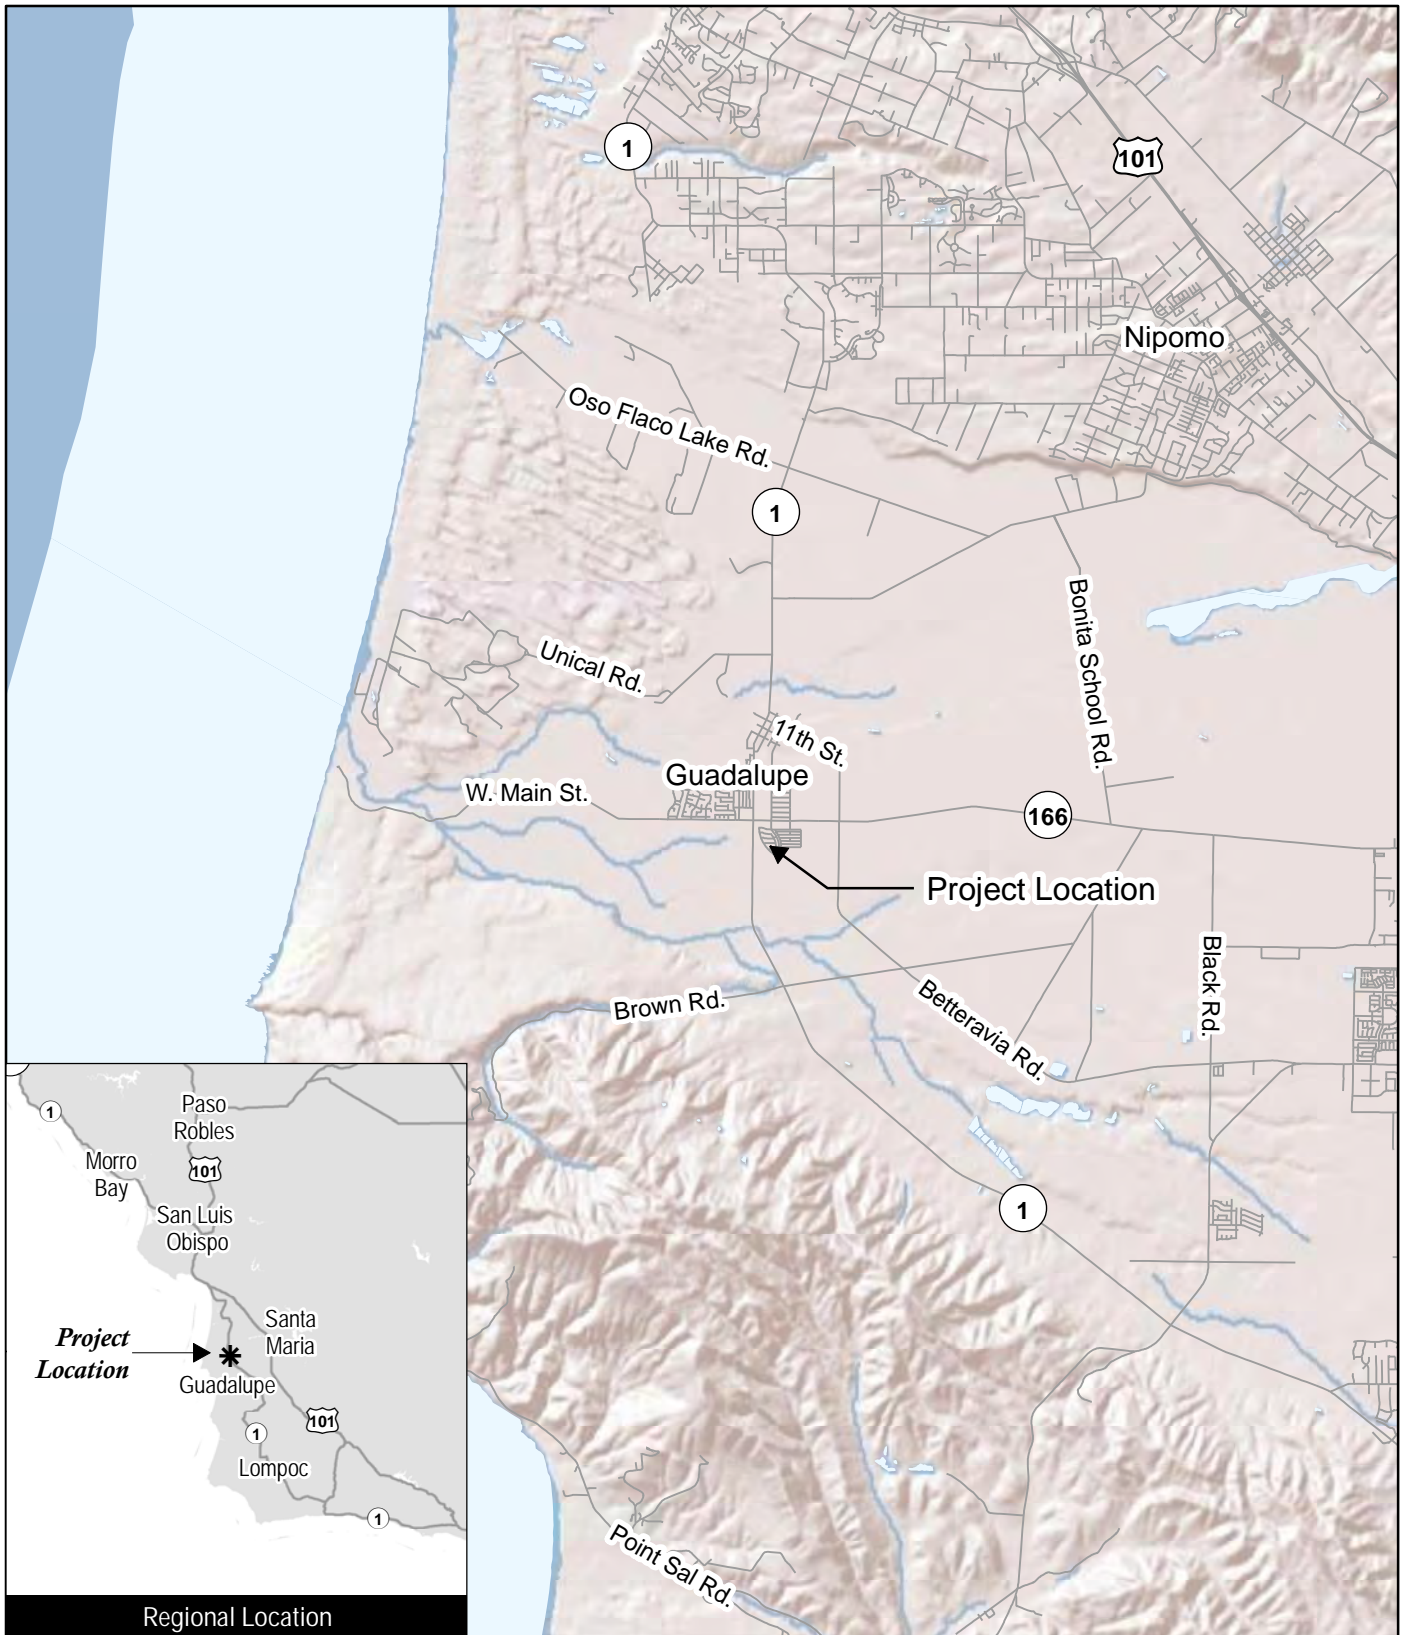 1
101
Nipomo
Oso Flaco Lake Rd.
1
Bonita School Rd.
Unical Rd.
11th St.
Guadalupe
W. Main St.
166
Project Location
Black Rd.
Betteravia Rd.
Brown Rd.
1
Point Sal Rd.
Paso
Robles
1
101
Morro
Bay
San Luis
Obispo
Santa
Maria
Project
Location
Guadalupe
101
1
Lompoc
1
Regional Location